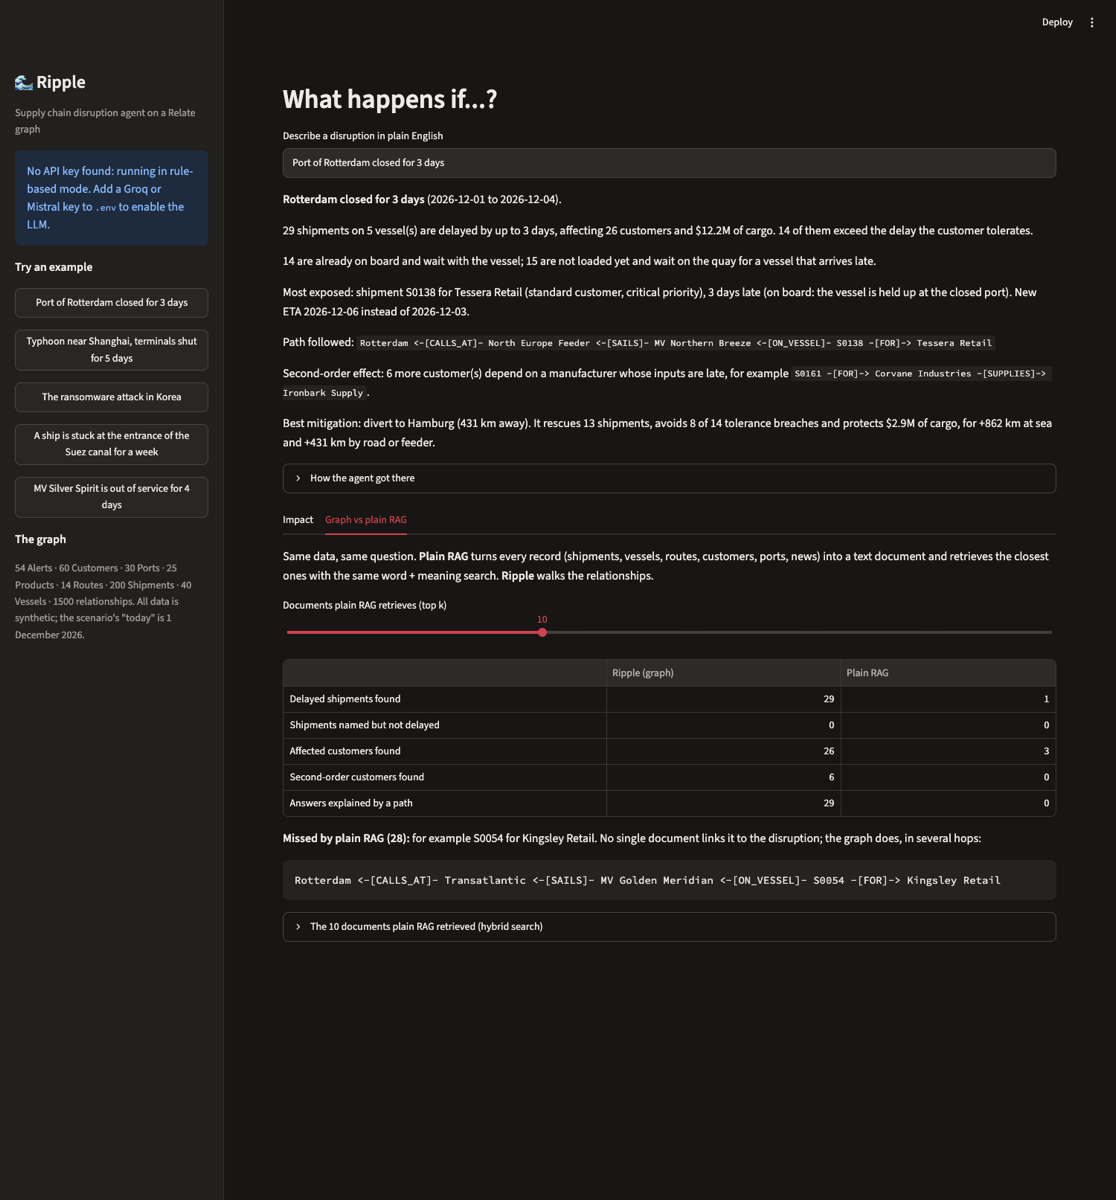 Deploy
🌊 Ripple
Supply chain disruption agent on a Relate
graph
No API key found: running in rule-
based mode. Add a Groq or
Mistral key to .env to enable the
LLM.
Try an example
Port of Rotterdam closed for 3 days
Typhoon near Shanghai, terminals shut
for 5 days
The ransomware attack in Korea
A ship is stuck at the entrance of the
Suez canal for a week
MV Silver Spirit is out of service for 4
days
The graph
54 Alerts · 60 Customers · 30 Ports · 25
Products · 14 Routes · 200 Shipments · 40
Vessels · 1500 relationships. All data is
synthetic; the scenario's "today" is 1
December 2026.
What happens if...?
Describe a disruption in plain English
Port of Rotterdam closed for 3 days
Rotterdam closed for 3 days (2026-12-01 to 2026-12-04).
29 shipments on 5 vessel(s) are delayed by up to 3 days, affecting 26 customers and $12.2M of cargo. 14 of them exceed the delay the customer tolerates.
14 are already on board and wait with the vessel; 15 are not loaded yet and wait on the quay for a vessel that arrives late.
Most exposed: shipment S0138 for Tessera Retail (standard customer, critical priority), 3 days late (on board: the vessel is held up at the closed port). New
ETA 2026-12-06 instead of 2026-12-03.
Path followed: Rotterdam <-[CALLS_AT]- North Europe Feeder <-[SAILS]- MV Northern Breeze <-[ON_VESSEL]- S0138 -[FOR]-> Tessera Retail
Second-order effect: 6 more customer(s) depend on a manufacturer whose inputs are late, for example S0161 -[FOR]-> Corvane Industries -[SUPPLIES]->
Ironbark Supply.
Best mitigation: divert to Hamburg (431 km away). It rescues 13 shipments, avoids 8 of 14 tolerance breaches and protects $2.9M of cargo, for +862 km at sea
and +431 km by road or feeder.
How the agent got there
Impact Graph vs plain RAG
Same data, same question. Plain RAG turns every record (shipments, vessels, routes, customers, ports, news) into a text document and retrieves the closest
ones with the same word + meaning search. Ripple walks the relationships.
Documents plain RAG retrieves (top k)
10
Ripple (graph) Plain RAG
Delayed shipments found 29 1
Shipments named but not delayed 0 0
Affected customers found 26 3
Second-order customers found 6 0
Answers explained by a path 29 0
Missed by plain RAG (28): for example S0054 for Kingsley Retail. No single document links it to the disruption; the graph does, in several hops:
Rotterdam <-[CALLS_AT]- Transatlantic <-[SAILS]- MV Golden Meridian <-[ON_VESSEL]- S0054 -[FOR]-> Kingsley Retail
The 10 documents plain RAG retrieved (hybrid search)